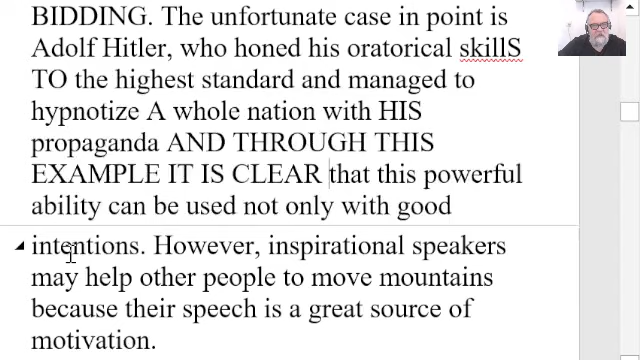 BIDDING. The unfortunate case in point is
Adolf Hitler, who honed his oratorical skillS
TO the highest standard and managed to
hypnotize A whole nation with HIS
propaganda AND THROUGH THIS
EXAMPLE IT IS CLEAR that this powerful
ability can be used not only with good
intentions. However, inspirational speakers
may help other people to move mountains
because their speech is a great source of
motivation.